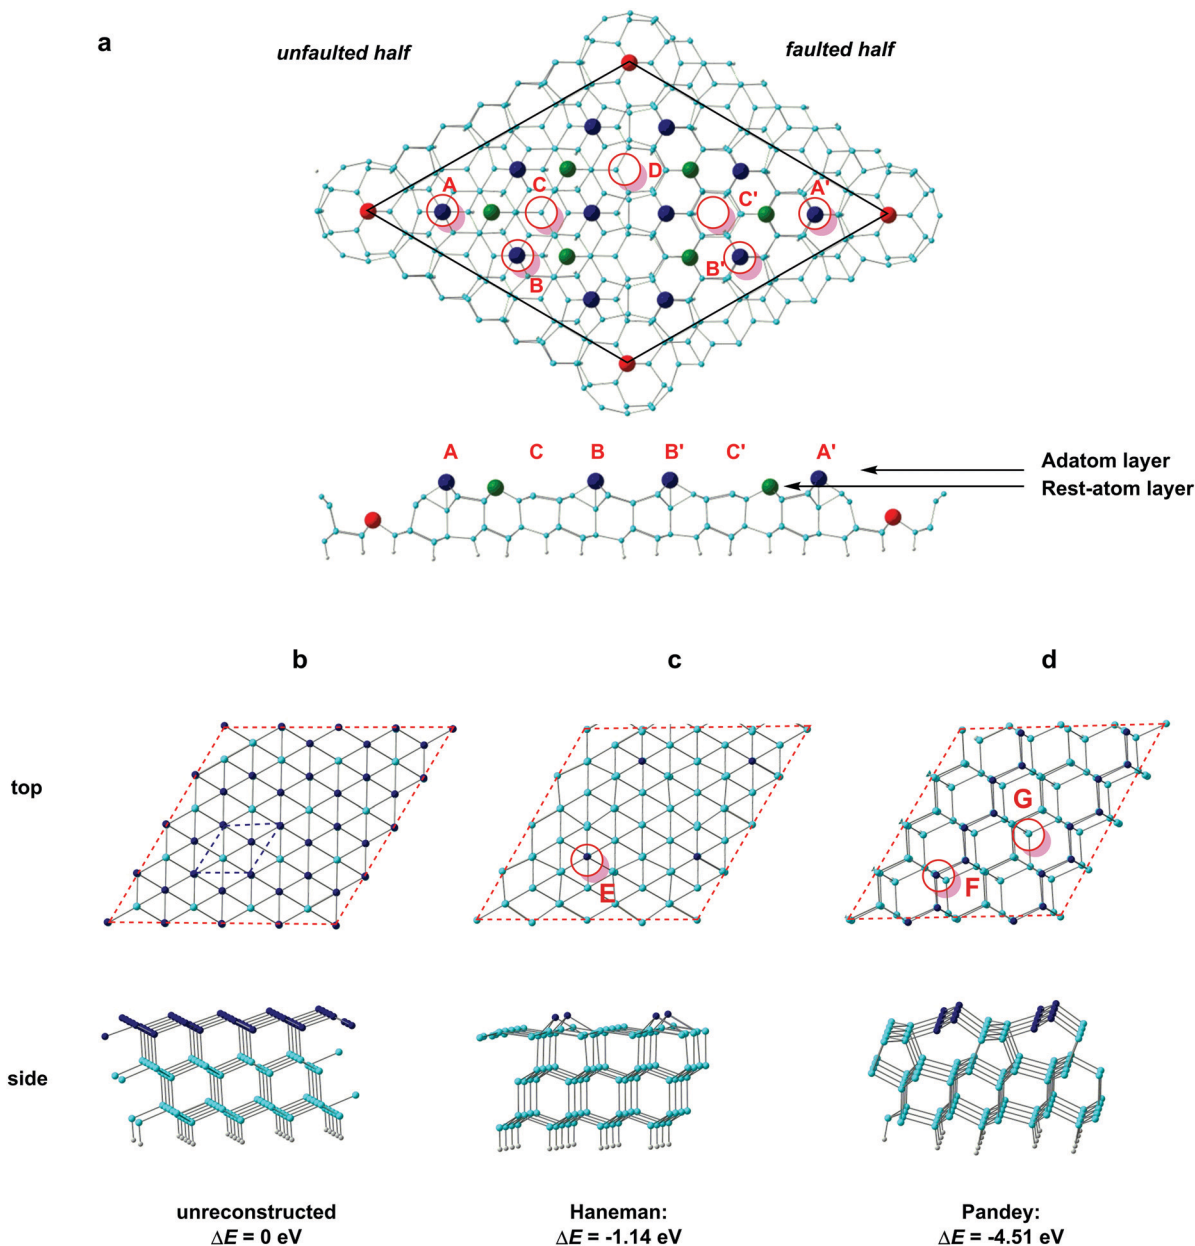 a
unfaulted half
faulted half
D
A
C
C'
A'
B
B'
A
C
B
B'
C'
A'
Adatom layer
Rest-atom layer
b
c
d
top
G
E
F
side
unreconstructed
ΔE = 0 eV
Haneman:
ΔE = -1.14 eV
Pandey:
ΔE = -4.51 eV